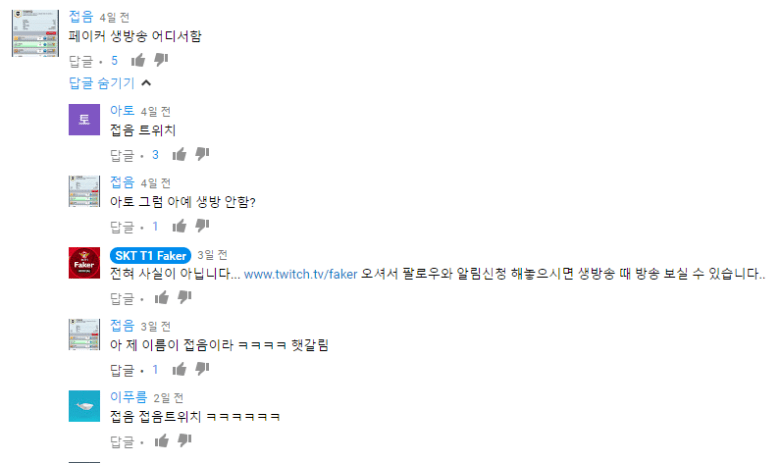 접음 4일 전
페이커 생방송 어디서함
답글 • 5
답글 숨기기
토
아토 4일 전
접음 트위치
답글 • 3
접음 4일 전
아토 그럼 아예 생방 안함?
답글 • 1
Faker
SKT T1 Faker 3일 전
전혀 사실이 아닙니다... www.twitch.tv/faker 오셔서 팔로우와 알림신청 해놓으시면 생방송 때 방송 보실 수 있습니다..
답글 •
접음 3일 전
아 제 이름이 접음이라 ㅋㅋㅋㅋ 햇갈림
답글 • 1
이푸름 2일 전
접음 접음트위치 ㅋㅋㅋㅋㅋㅋ
답글 •